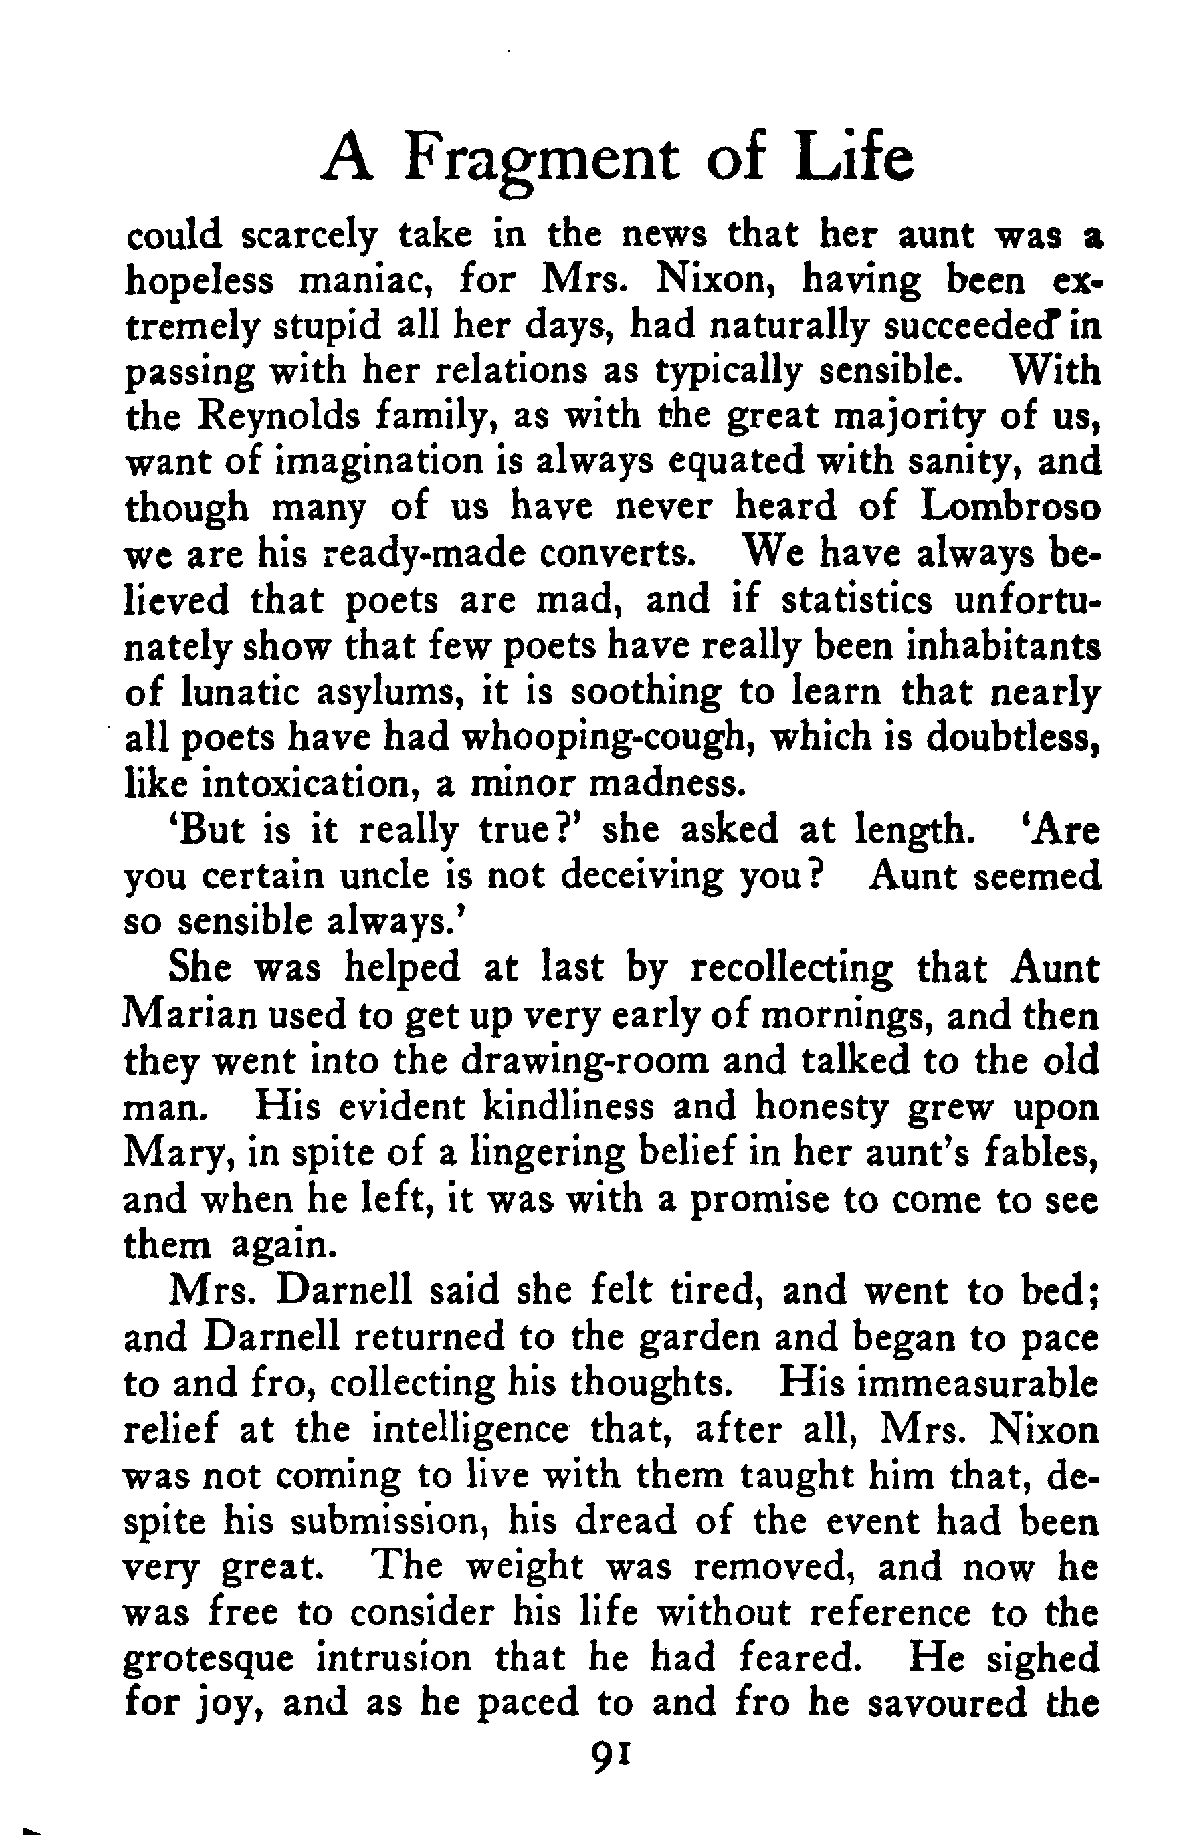 A Fragment of Life
could scarcely take in the news that her aunt was a
hopeless maniac, for Mrs. Nixon, having been ex-
tremely stupid all her days, had naturally succeeded in
passing with her relations as typically sensible. With
the Reynolds family, as with the great majority of us,
want of imagination is always equated with sanity, and
though many of us have never heard of Lombroso
we are his ready-made converts. We have always be-
lieved that poets are mad, and if statistics unfortu-
nately show that few poets have really been inhabitants
of lunatic asylums, it is soothing to learn that nearly
all poets have had whooping-cough, which is doubtless,
like intoxication, a minor madness.
'But is it really true?' she asked at length. 'Are
you certain uncle is not deceiving you? Aunt seemed
so sensible always.'
She was helped at last by recollecting that Aunt
Marian used to get up very early of mornings, and then
they went into the drawing-room and talked to the old
man. His evident kindliness and honesty grew upon
Mary, in spite of a lingering belief in her aunt's fables,
and when he left, it was with a promise to come to see
them again.
Mrs. Darnell said she felt tired, and went to bed;
and Darnell returned to the garden and began to pace
to and fro, collecting his thoughts. His immeasurable
relief at the intelligence that, after all, Mrs. Nixon
was not coming to live with them taught him that, de-
spite his submission, his dread of the event had been
very great. The weight was removed, and now he
was free to consider his life without reference to the
grotesque intrusion that he had feared. He sighed
for joy, and as he paced to and fro he savoured the
91